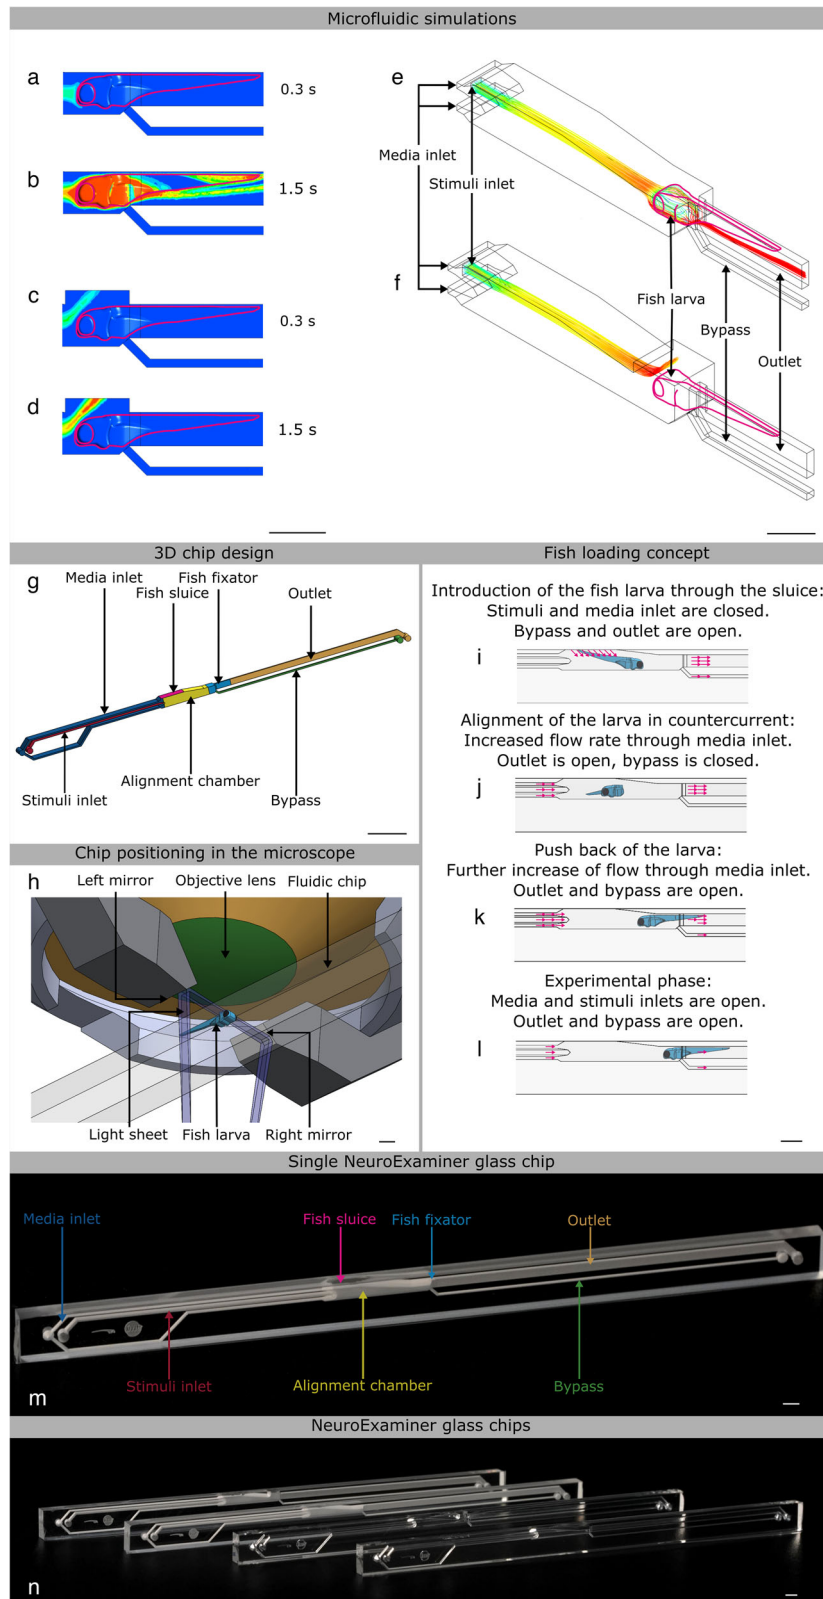 Microfluidic simulations
a
0.3 s
b
1.5 s
c
0.3 s
d
1.5 s
e
Media inlet
Stimuli inlet
f
Fish larva
Bypass
Outlet
3D chip design
g
Media inlet
Fish sluice
Fish fixator
Outlet
Stimuli inlet
Alignment chamber
Bypass
Chip positioning in the microscope
h
Left mirror
Objective lens
Fluidic chip
Light sheet
Fish larva
Right mirror
Fish loading concept
Introduction of the fish larva through the sluice:
Stimuli and media inlet are closed.
Bypass and outlet are open.
i
Alignment of the larva in countercurrent:
Increased flow rate through media inlet.
Outlet is open, bypass is closed.
j
Push back of the larva:
Further increase of flow through media inlet.
Outlet and bypass are open.
k
Experimental phase:
Media and stimuli inlets are open.
Outlet and bypass are open.
l
Single NeuroExaminer glass chip
Media inlet
Fish sluice
Fish fixator
Outlet
Stimuli inlet
Alignment chamber
Bypass
m
NeuroExaminer glass chips
n